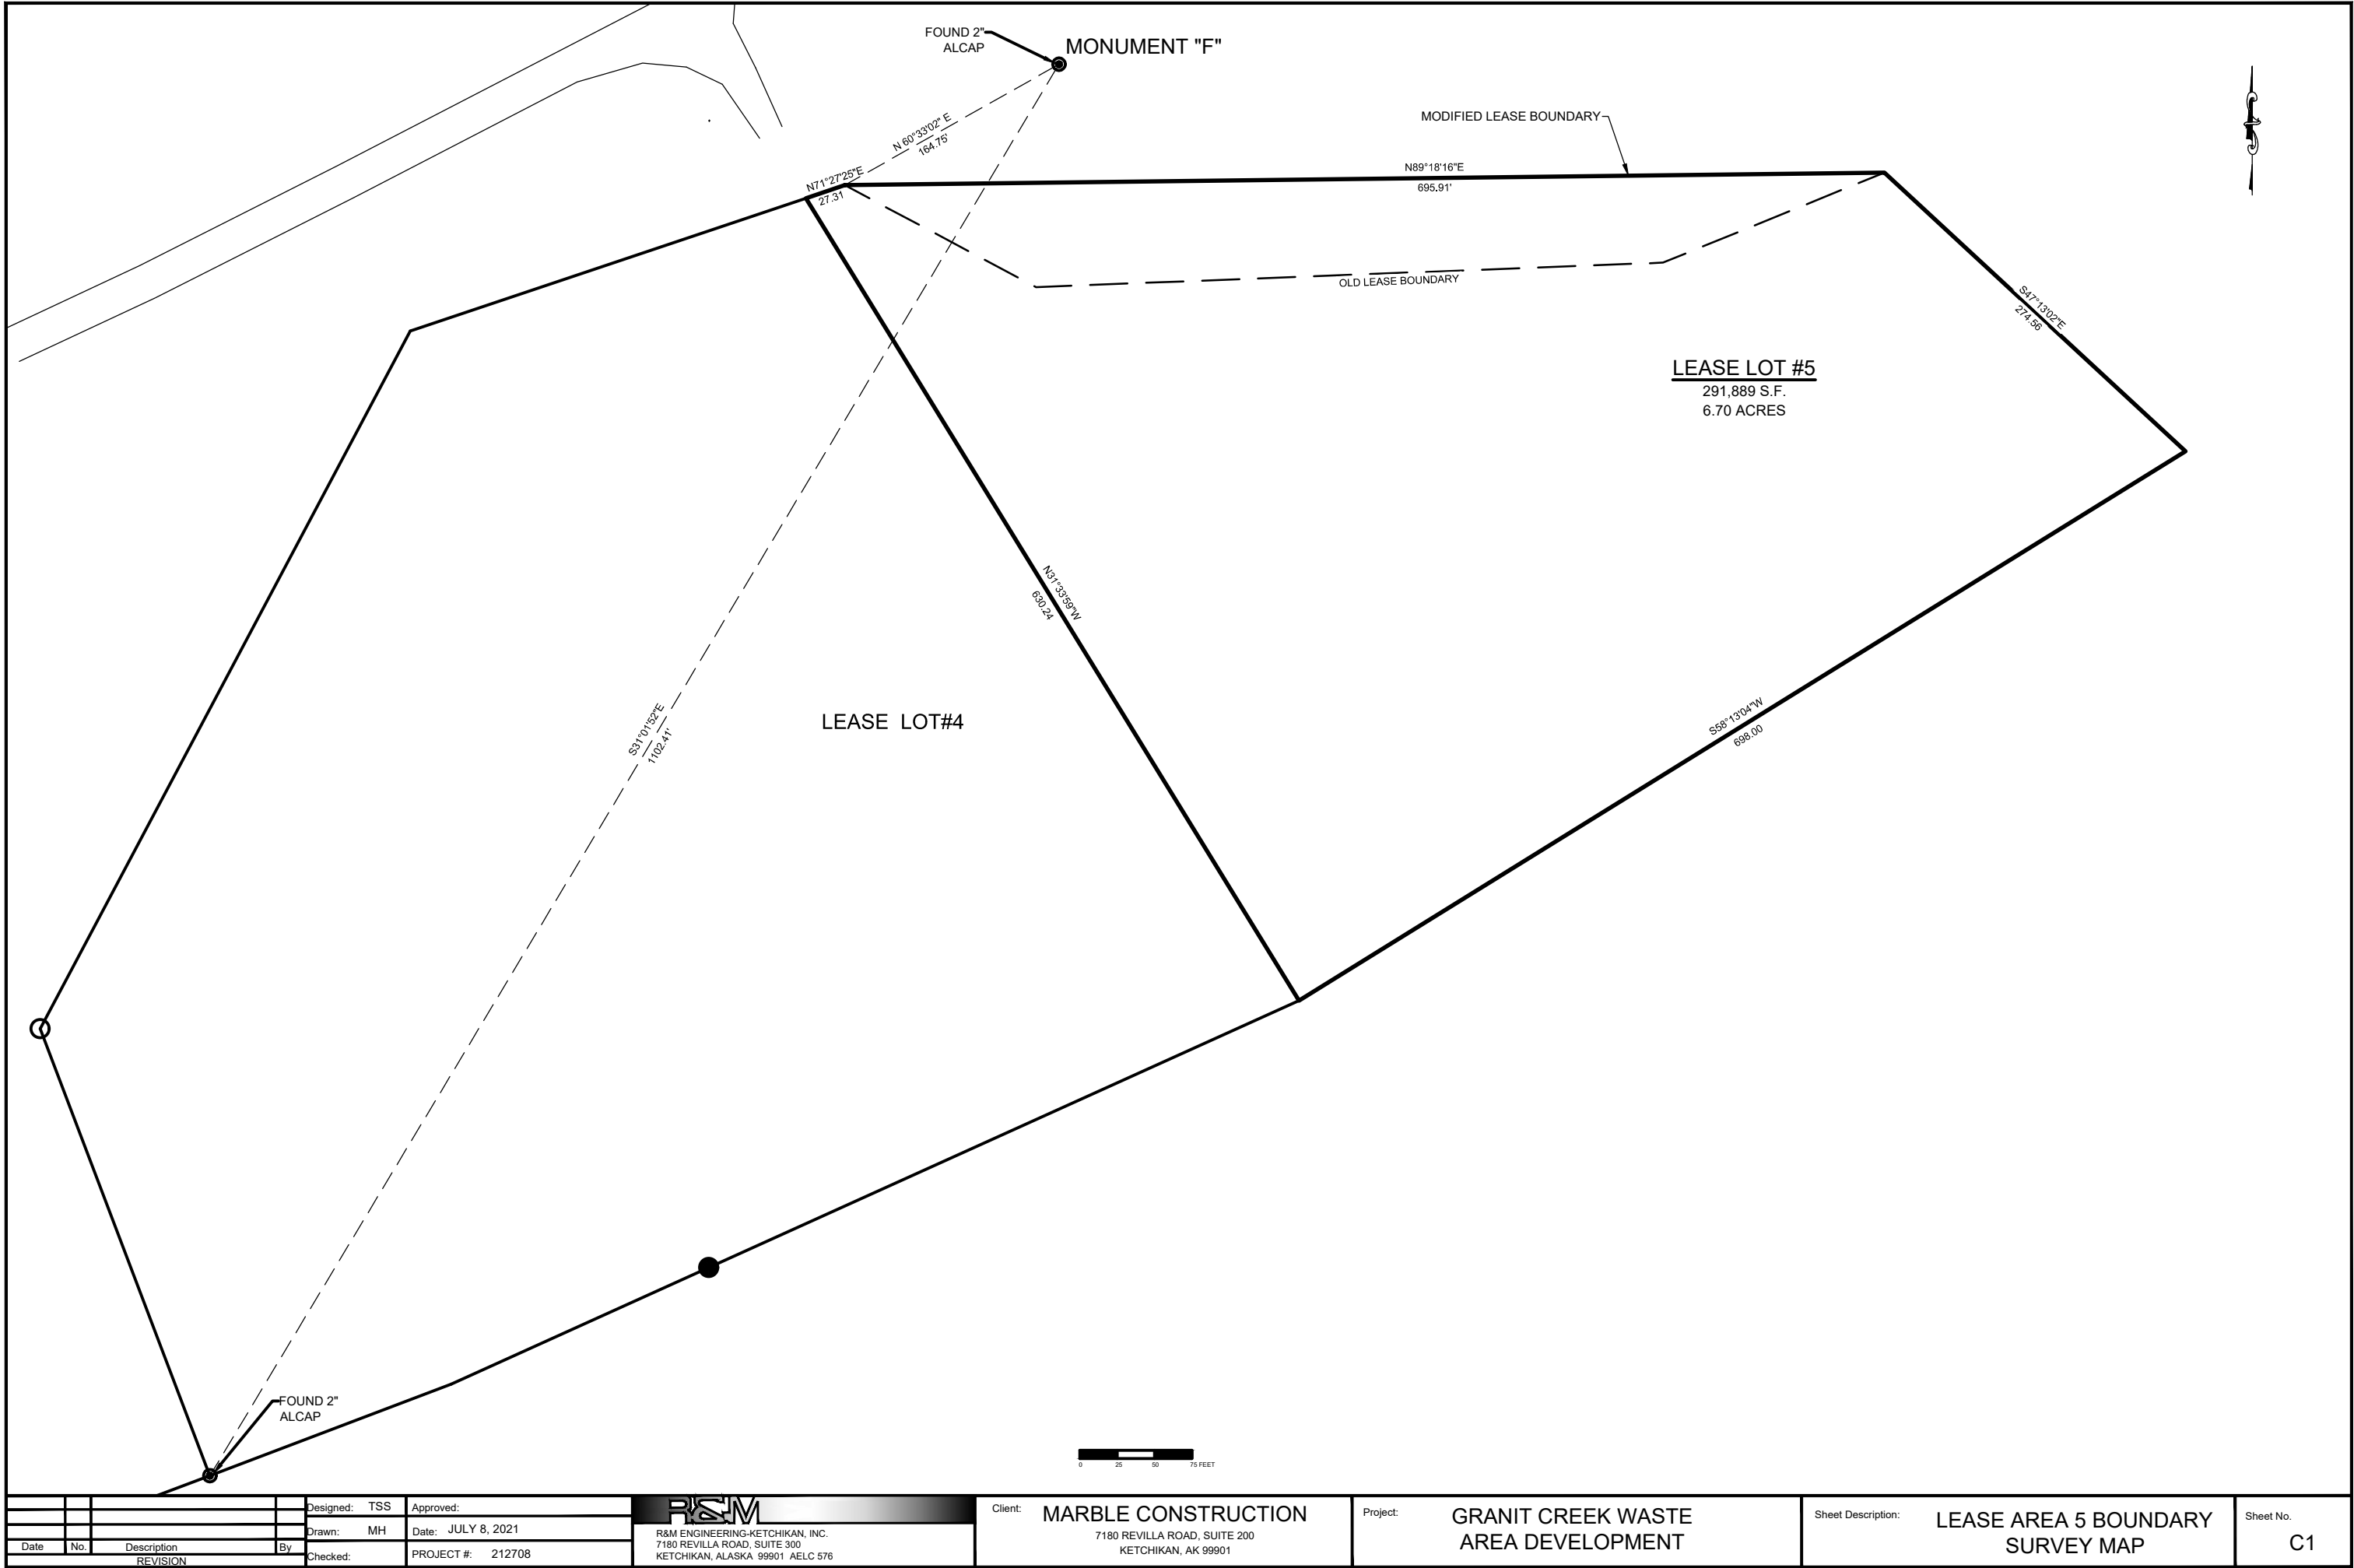 FOUND 2"
ALCAP
MONUMENT "F"
N 60°33'02" E
164.75'
MODIFIED LEASE BOUNDARY
N71°27'25"E
27.31
N89°18'16"E
695.91'
OLD LEASE BOUNDARY
S47°13'02"E
274.56
LEASE LOT #5
291,889 S.F.
6.70 ACRES
N31°33'59"W
630.24
S31°01'52"E
1102.41'
LEASE LOT#4
S58°13'04"W
698.00
FOUND 2"
ALCAP
0 25 50 75 FEET
Date No. Description By
REVISION
Designed: TSS
Drawn: MH
Checked:
Approved:
Date: JULY 8, 2021
PROJECT #: 212708
R&M
R&M ENGINEERING-KETCHIKAN, INC.
7180 REVILLA ROAD, SUITE 300
KETCHIKAN, ALASKA 99901 AELC 576
Client: MARBLE CONSTRUCTION
7180 REVILLA ROAD, SUITE 200
KETCHIKAN, AK 99901
Project: GRANIT CREEK WASTE
AREA DEVELOPMENT
Sheet Description: LEASE AREA 5 BOUNDARY
SURVEY MAP
Sheet No.
C1